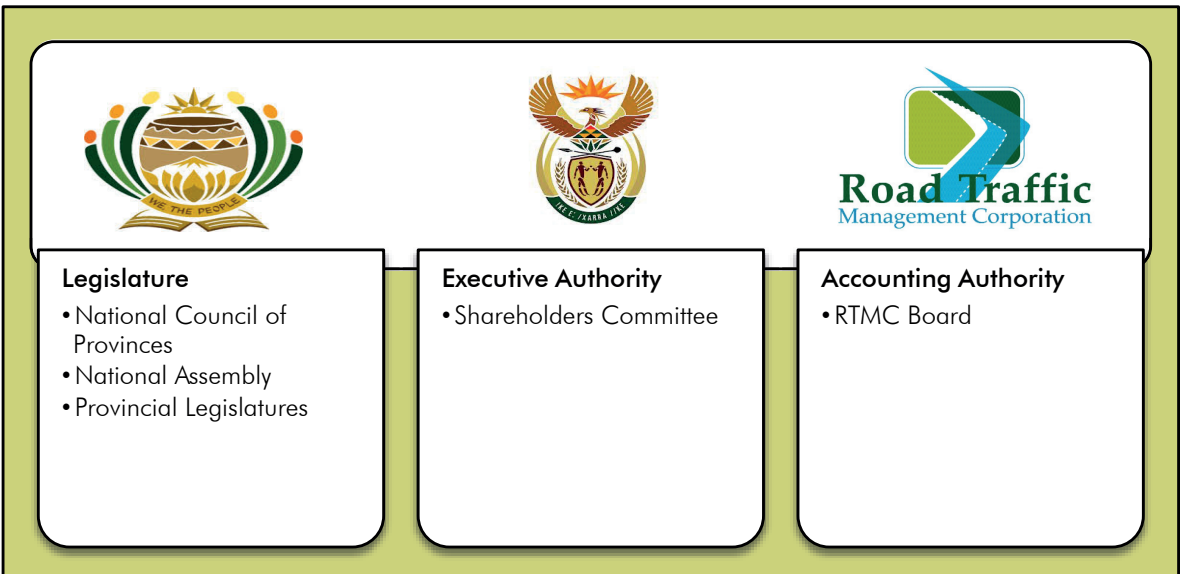 WE THE PEOPLE
!KE E: /XARRA //KE
Road Traffic
Management Corporation
Legislature
• National Council of
Provinces
• National Assembly
• Provincial Legislatures
Executive Authority
• Shareholders Committee
Accounting Authority
• RTMC Board